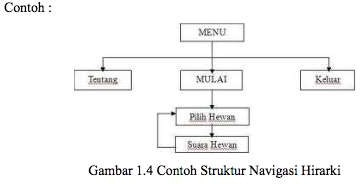 Contoh :
MENU
Tentang
MULAI
Keluar
Pilih Hewan
Suara Hewan
Gambar 1.4 Contoh Struktur Navigasi Hirarki